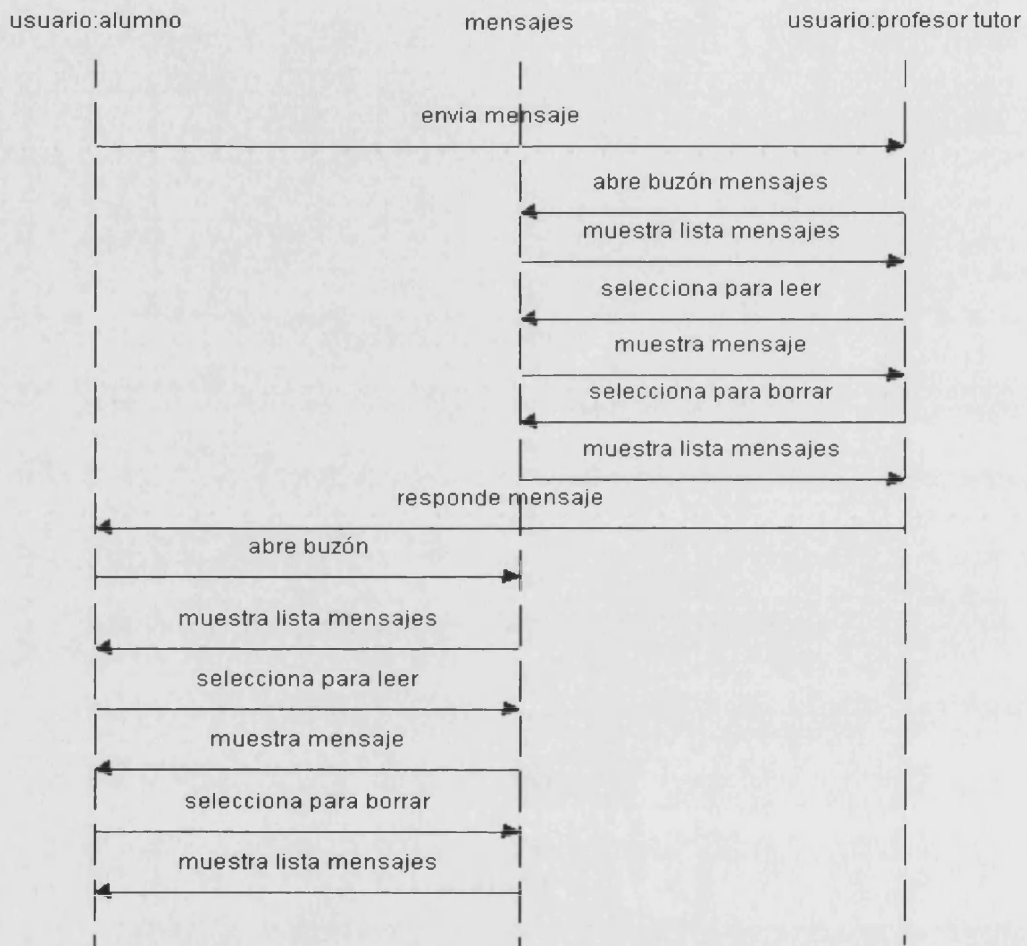 usuario:alumno
mensajes
usuario:profesor tutor
envia mensaje
abre buzón mensajes
muestra lista mensajes
selecciona para leer
muestra mensaje
selecciona para borrar
muestra lista mensajes
responde mensaje
abre buzón
muestra lista mensajes
selecciona para leer
muestra mensaje
selecciona para borrar
muestra lista mensajes